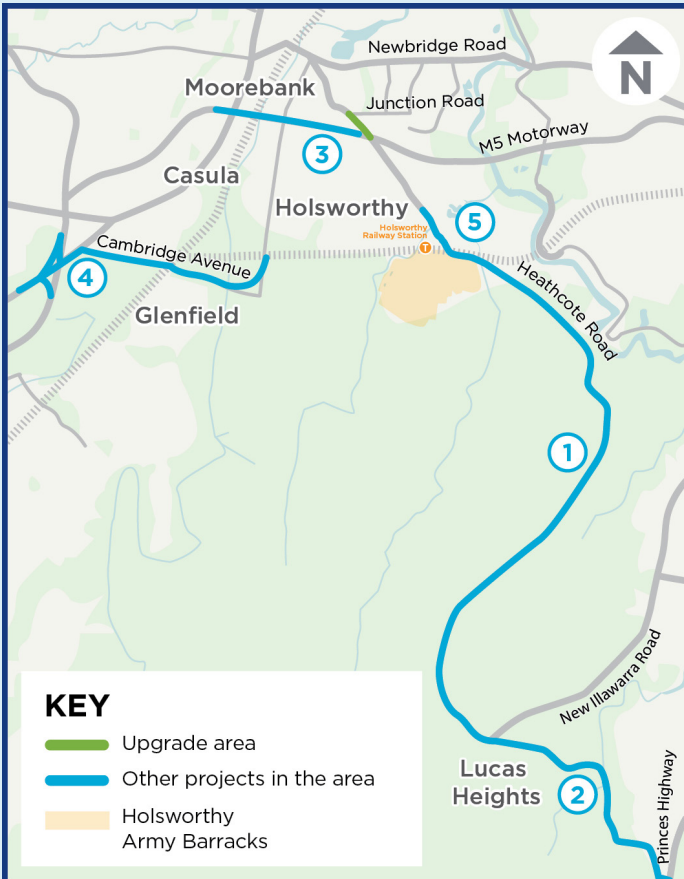 Newbridge Road
N
Moorebank
Junction Road
M5 Motorway
3
Casula
Holsworthy
5
Holsworthy
Railway Station
T
Cambridge Avenue
4
Heathcote Road
Glenfield
1
New Illawarra Road
KEY
Upgrade area
Other projects in the area
Holsworthy
Army Barracks
Lucas
Heights
2
Princes Highway